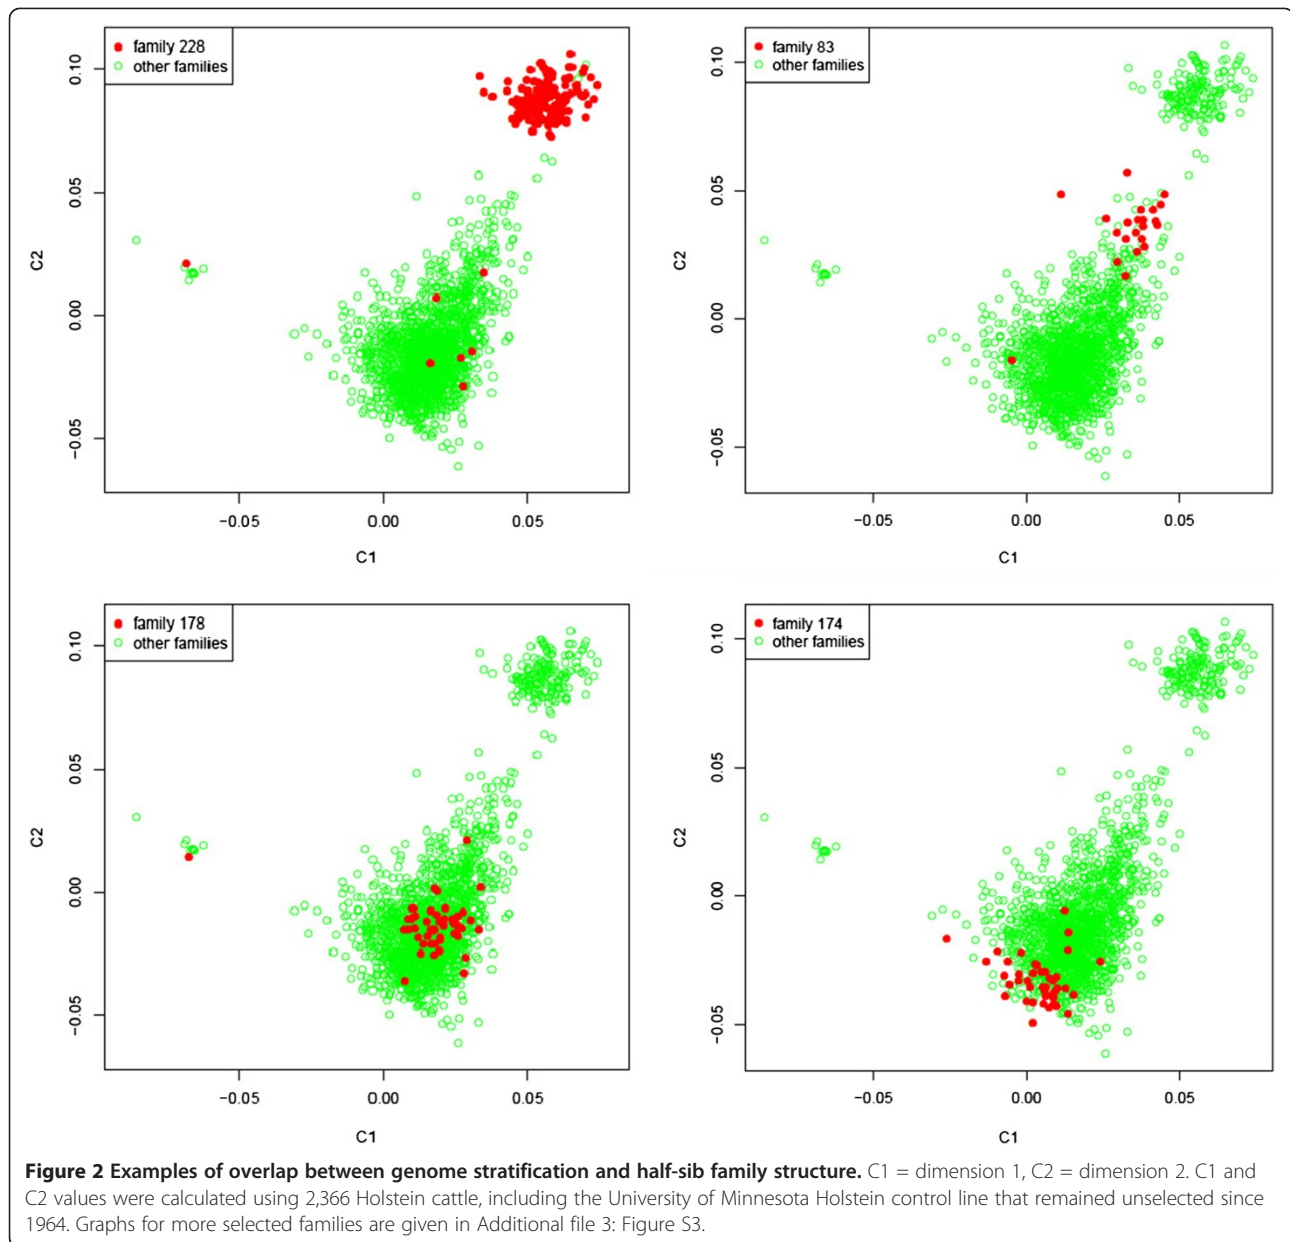 family 228
other families
0.10
0.05
0.00
−0.05
C2
−0.05
0.00
0.05
C1
family 83
other families
0.10
0.05
0.00
−0.05
C2
−0.05
0.00
0.05
C1
family 178
other families
0.10
0.05
0.00
−0.05
C2
−0.05
0.00
0.05
C1
family 174
other families
0.10
0.05
0.00
−0.05
C2
−0.05
0.00
0.05
C1
Figure 2 Examples of overlap between genome stratification and half-sib family structure. C1 = dimension 1, C2 = dimension 2. C1 and
C2 values were calculated using 2,366 Holstein cattle, including the University of Minnesota Holstein control line that remained unselected since
1964. Graphs for more selected families are given in Additional file 3: Figure S3.